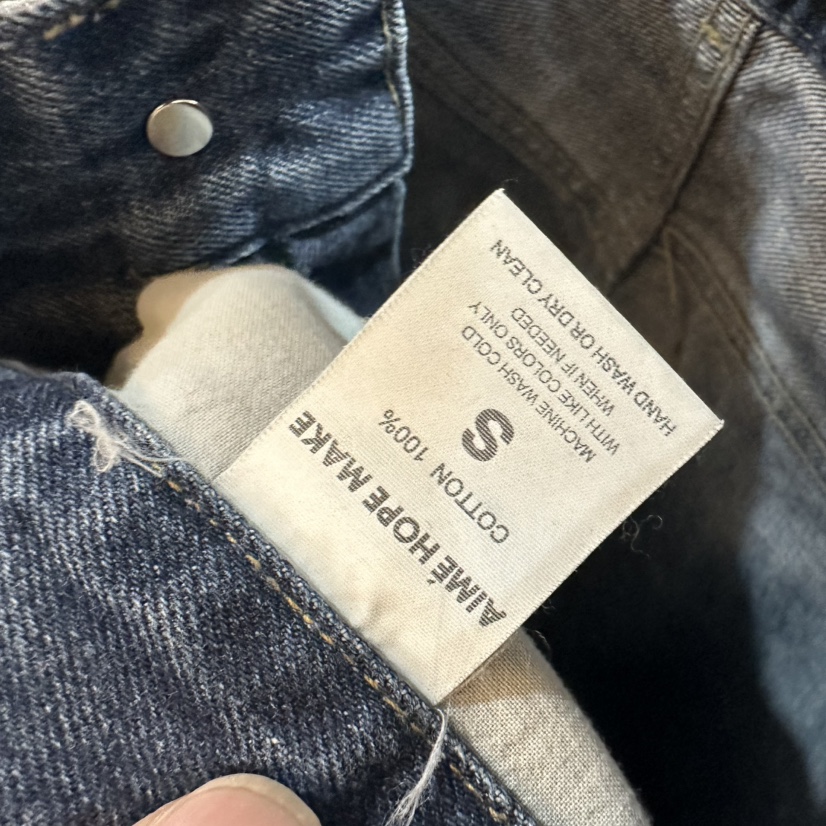 AIMÉ HOPE MAKE
COTTON 100%
S
MACHINE WASH COLD
WITH LIKE COLORS ONLY
WHEN IF NEEDED
HAND WASH OR DRY CLEAN